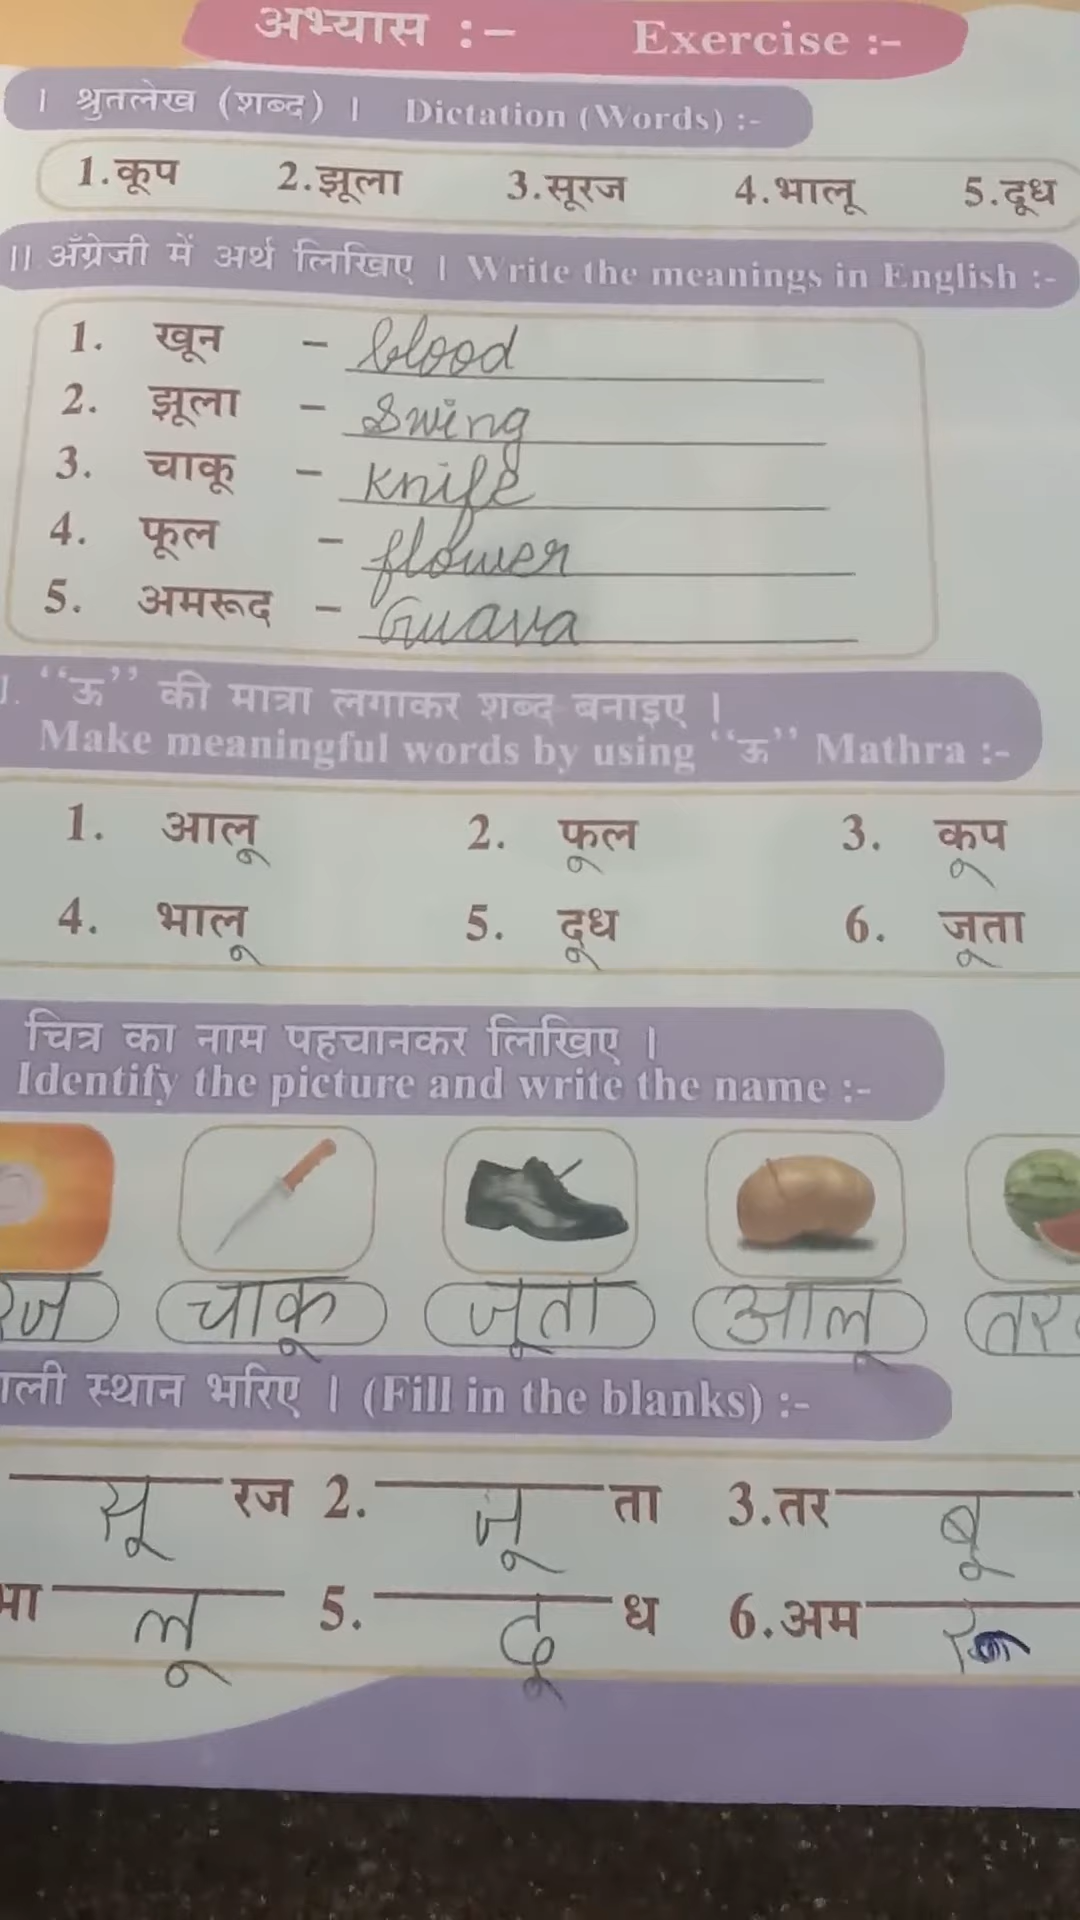 अभ्यास :- Exercise :-
। श्रुतलेख (शब्द) । Dictation (Words) :-
1.कूप 2.झूला 3.सूरज 4.भालू 5.दूध
II अँग्रेजी में अर्थ लिखिए । Write the meanings in English :-
1. खून - blood
2. झूला - Swing
3. चाकू - Knife
4. फूल - flower
5. अमरूद - Guava
I. “ऊ” की मात्रा लगाकर शब्द बनाइए ।
Make meaningful words by using “ऊ” Mathra :-
1. आलू 2. फूल 3. कूप
4. भालू 5. दूध 6. जूता
चित्र का नाम पहचानकर लिखिए ।
Identify the picture and write the name :-
रज चाकू जूता आलू तर
ाली स्थान भरिए । (Fill in the blanks) :-
सू रज 2. जू ता 3.तर बू
भा लू 5. दू ध 6.अम रू